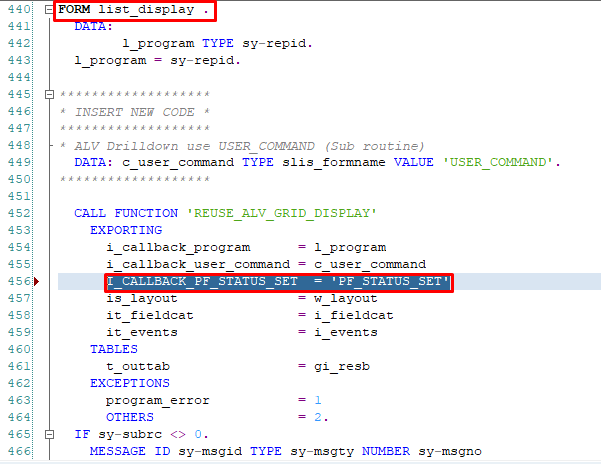 440 FORM list_display .
441 DATA:
442 l_program TYPE sy-repid.
443 l_program = sy-repid.
444
445 *******************
446 * INSERT NEW CODE *
447 *******************
448 * ALV Drilldown use USER_COMMAND (Sub routine)
449 DATA: c_user_command TYPE slis_formname VALUE 'USER_COMMAND'.
450 *******************
451
452 CALL FUNCTION 'REUSE_ALV_GRID_DISPLAY'
453 EXPORTING
454 i_callback_program = l_program
455 i_callback_user_command = c_user_command
456 I_CALLBACK_PF_STATUS_SET = 'PF_STATUS_SET'
457 is_layout = w_layout
458 it_fieldcat = i_fieldcat
459 it_events = i_events
460 TABLES
461 t_outtab = gi_resb
462 EXCEPTIONS
463 program_error = 1
464 OTHERS = 2.
465 IF sy-subrc <> 0.
466 MESSAGE ID sy-msgid TYPE sy-msgty NUMBER sy-msgno